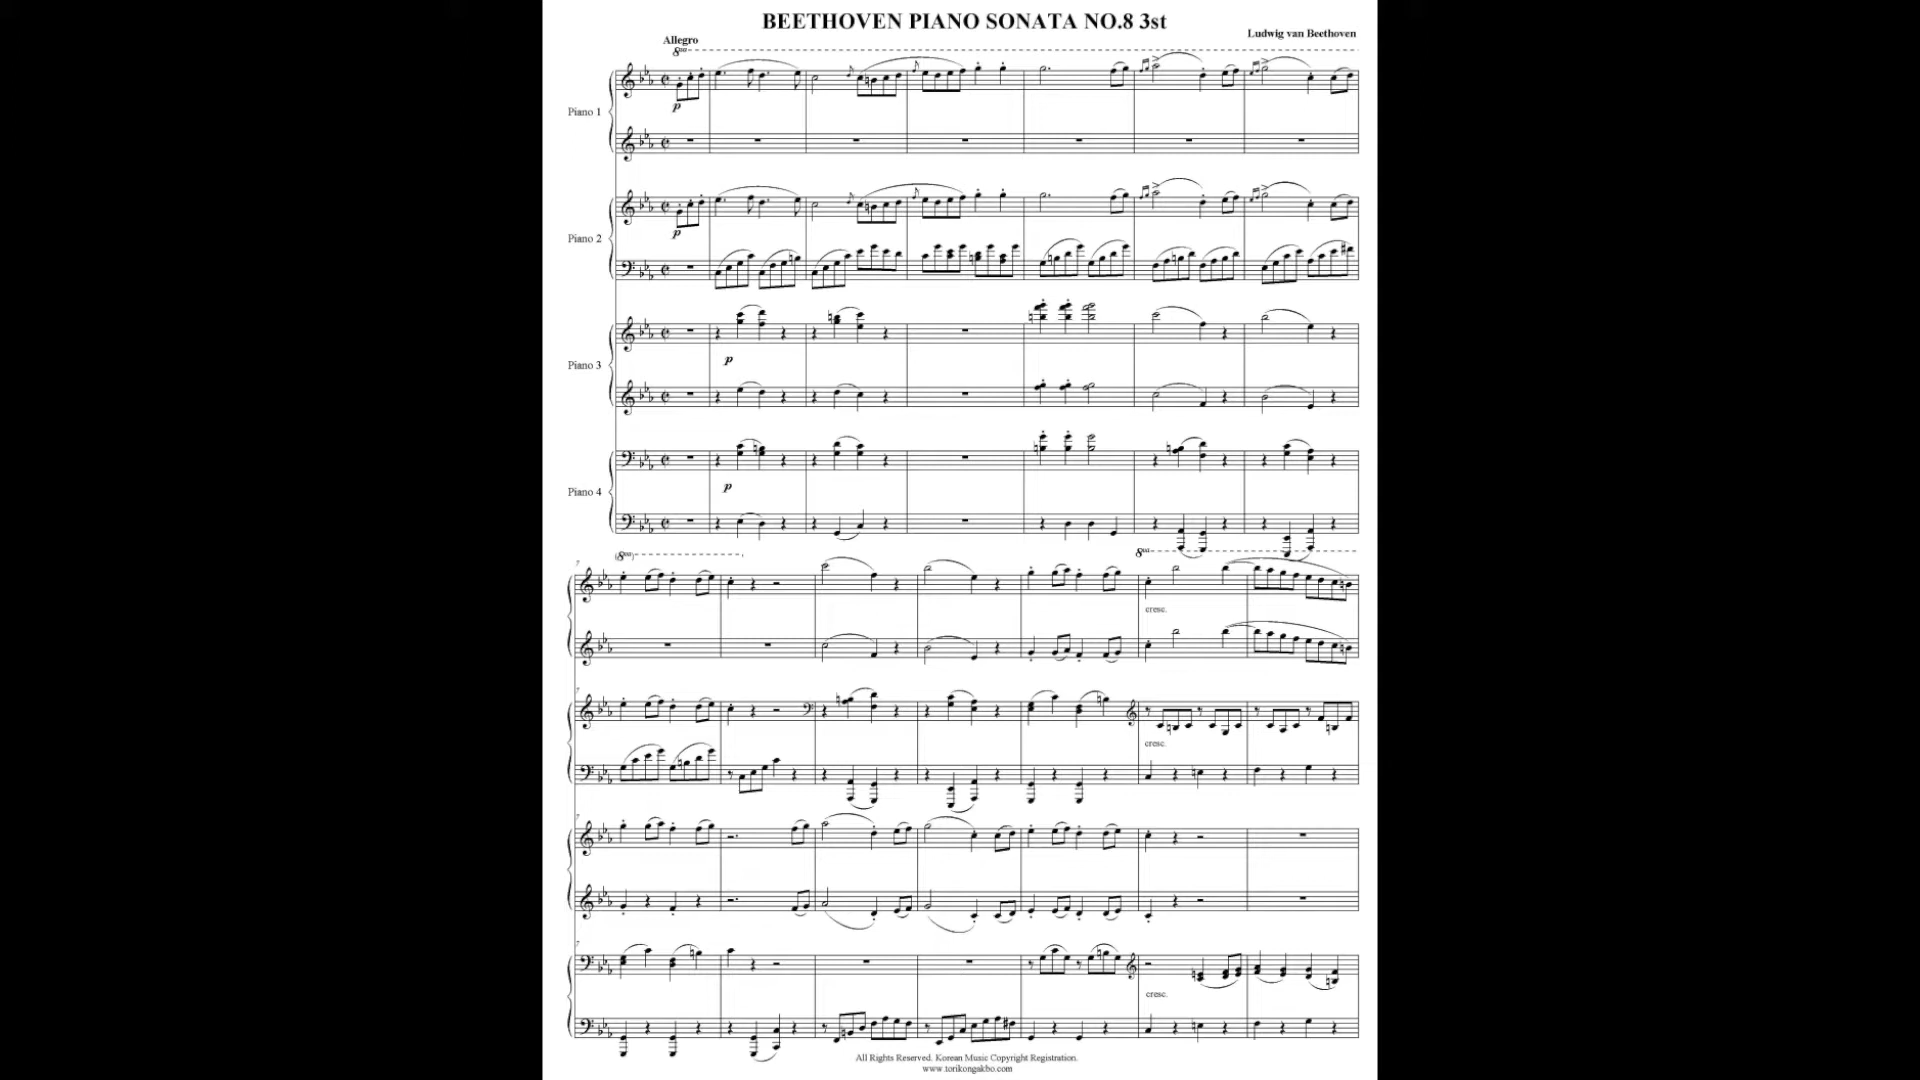 BEETHOVEN PIANO SONATA NO.8 3st
Ludwig van Beethoven
Allegro
8va
Piano 1
p
Piano 2
p
Piano 3
p
Piano 4
p
(8va)
8va
7
cresc.
7
cresc.
7
7
cresc.
All Rights Reserved. Korean Music Copyright Registration.
www.torikongakbo.com